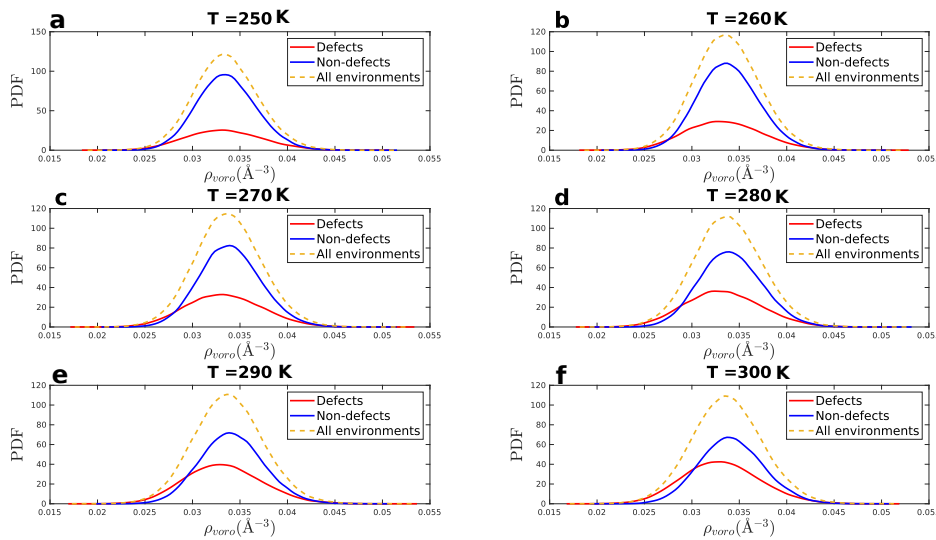 a T =250 K
PDF
150
100
50
0
Defects
Non-defects
All environments
0.015 0.02 0.025 0.03 0.035 0.04 0.045 0.05 0.055
ρvoro(Å⁻³)
b T =260 K
PDF
120
100
80
60
40
20
0
Defects
Non-defects
All environments
0.015 0.02 0.025 0.03 0.035 0.04 0.045 0.05 0.055
ρvoro(Å⁻³)
c T =270 K
PDF
120
100
80
60
40
20
0
Defects
Non-defects
All environments
0.015 0.02 0.025 0.03 0.035 0.04 0.045 0.05 0.055
ρvoro(Å⁻³)
d T =280 K
PDF
120
100
80
60
40
20
0
Defects
Non-defects
All environments
0.015 0.02 0.025 0.03 0.035 0.04 0.045 0.05 0.055
ρvoro(Å⁻³)
e T =290 K
PDF
120
100
80
60
40
20
0
Defects
Non-defects
All environments
0.015 0.02 0.025 0.03 0.035 0.04 0.045 0.05 0.055
ρvoro(Å⁻³)
f T =300 K
PDF
120
100
80
60
40
20
0
Defects
Non-defects
All environments
0.015 0.02 0.025 0.03 0.035 0.04 0.045 0.05 0.055
ρvoro(Å⁻³)